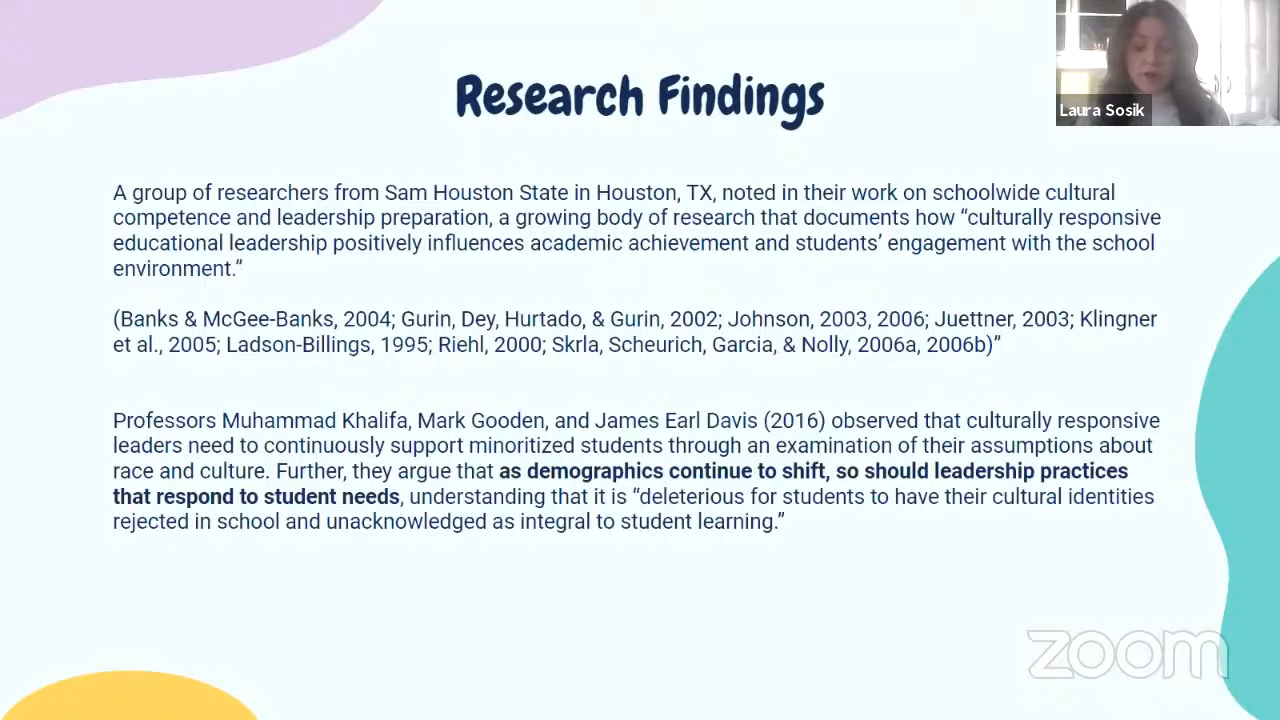 Research Findings
Laura Sosik
A group of researchers from Sam Houston State in Houston, TX, noted in their work on schoolwide cultural
competence and leadership preparation, a growing body of research that documents how “culturally responsive
educational leadership positively influences academic achievement and students’ engagement with the school
environment.”
(Banks & McGee-Banks, 2004; Gurin, Dey, Hurtado, & Gurin, 2002; Johnson, 2003, 2006; Juettner, 2003; Klingner
et al., 2005; Ladson-Billings, 1995; Riehl, 2000; Skrla, Scheurich, Garcia, & Nolly, 2006a, 2006b)”
Professors Muhammad Khalifa, Mark Gooden, and James Earl Davis (2016) observed that culturally responsive
leaders need to continuously support minoritized students through an examination of their assumptions about
race and culture. Further, they argue that as demographics continue to shift, so should leadership practices
that respond to student needs, understanding that it is “deleterious for students to have their cultural identities
rejected in school and unacknowledged as integral to student learning.”
zoom